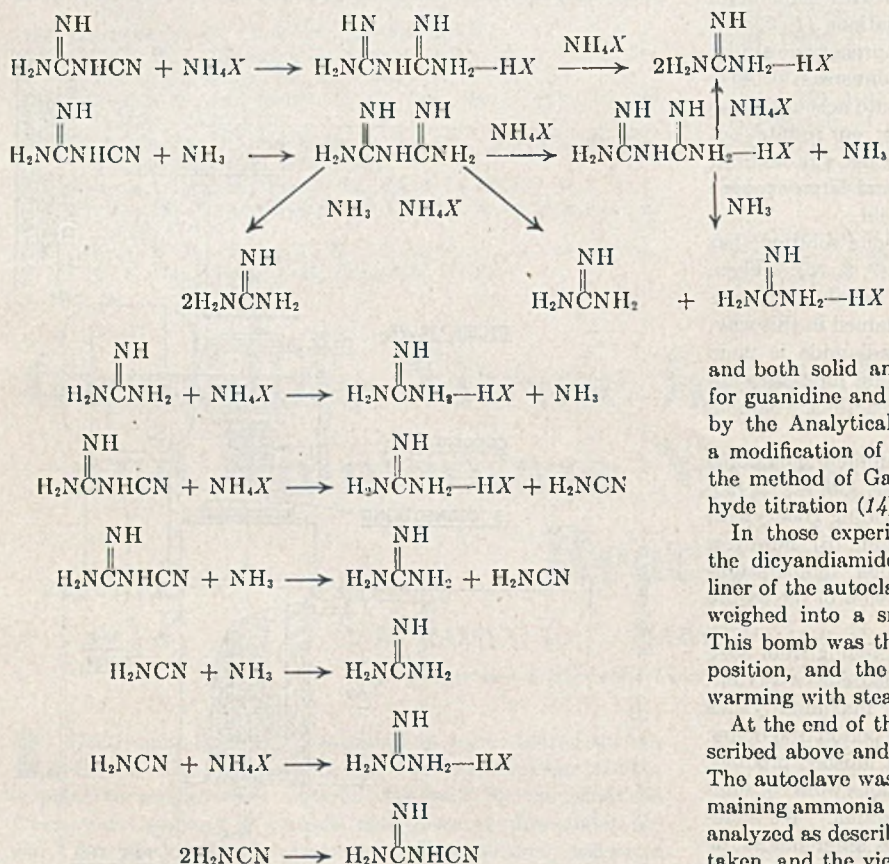 NH HN NH NH
H₂NCNHCN + NH₄X ⟶ H₂NCNHCNH₂—HX NH₄X ⟶ 2H₂NCNH₂—HX
NH NH NH NH NH NH₄X
H₂NCNHCN + NH₃ ⟶ H₂NCNHCNH₂ NH₄X ⟶ H₂NCNHCNH₂—HX + NH₃
NH₃ NH₄X NH₃
NH NH NH
2H₂NCNH₂ H₂NCNH₂ + H₂NCNH₂—HX
NH NH
H₂NCNH₂ + NH₄X ⟶ H₂NCNH₂—HX + NH₃
NH NH
H₂NCNHCN + NH₄X ⟶ H₂NCNH₂—HX + H₂NCN
NH NH
H₂NCNHCN + NH₃ ⟶ H₂NCNH₂ + H₂NCN
NH
H₂NCN + NH₃ ⟶ H₂NCNH₂
NH
H₂NCN + NH₄X ⟶ H₂NCNH₂—HX
NH
2H₂NCN ⟶ H₂NCNHCN
and both solid an
for guanidine and
by the Analytical
a modification of
the method of Ga
hyde titration (14
In those experi
the dicyandiamide
liner of the autocla
weighed into a sr
This bomb was th
position, and the
warming with stea
At the end of th
scribed above and
The autoclave was
maining ammonia
analyzed as describ
taken, and the vie